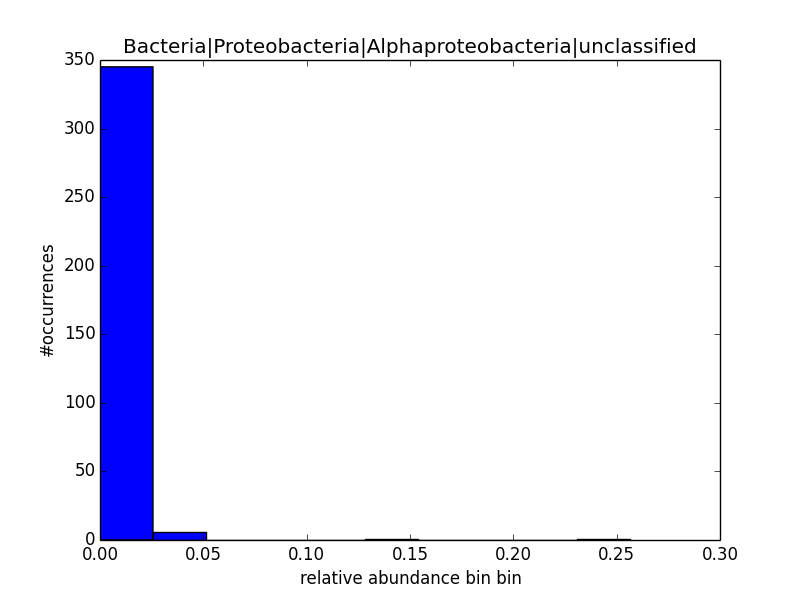 Bacteria|Proteobacteria|Alphaproteobacteria|unclassified
350
300
250
200
150
100
50
0
#occurrences
0.00 0.05 0.10 0.15 0.20 0.25 0.30
relative abundance bin bin